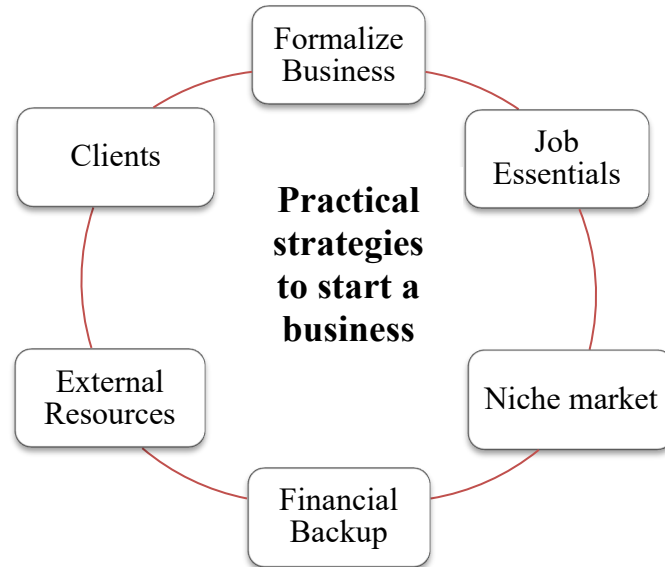 Formalize
Business
Job
Essentials
Niche market
Financial
Backup
External
Resources
Clients
Practical
strategies
to start a
business